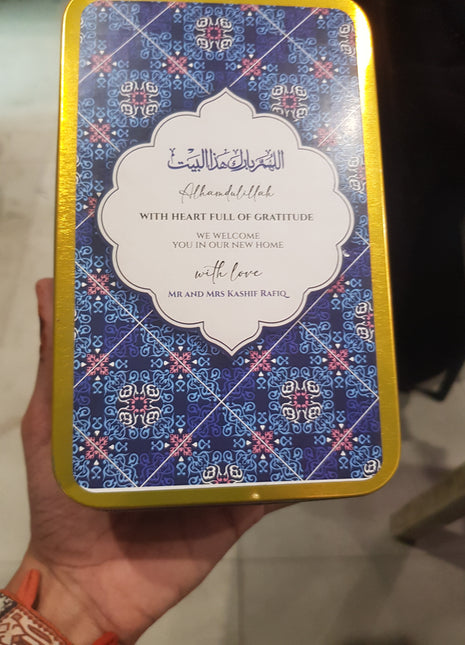 اللهم بارك هذا البيت
Alhamdulillah
WITH HEART FULL OF GRATITUDE
WE WELCOME
YOU IN OUR NEW HOME
with love
MR AND MRS KASHIF RAFIQ